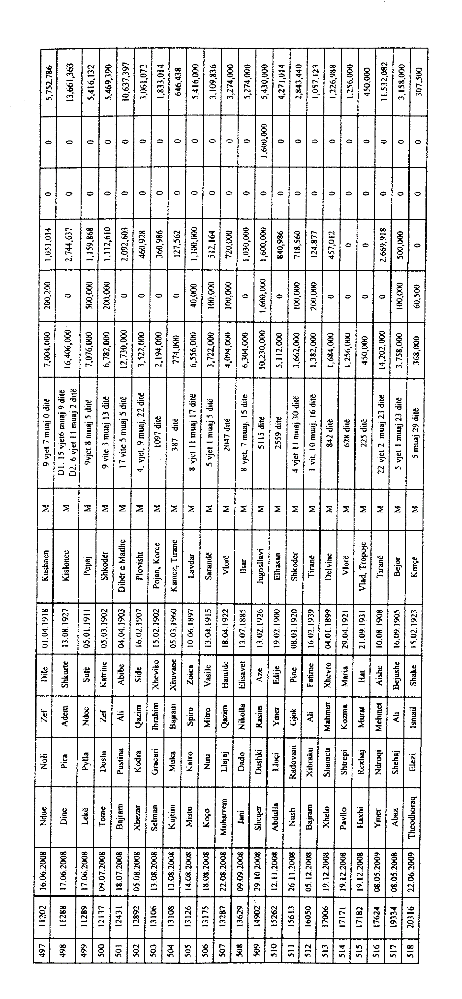 497 11202 16.06.2008 Ndue Noli Zef Dile 01.04.1918 Kushnen M 9 vjet 7 muaj 0 ditë 7,004,000 200,200 1,051,014 0 0 5,752,786
498 11288 17.06.2008 Dine Pira Adem Shkurte 13.08.1927 Kislonec M D1. 15 vjet6 muaj 9 ditë 16,406,000 0 2,744,637 0 0 13,661,363
D2. 6 vjet 11 muaj 2 ditë
499 11289 17.06.2008 Lekë Pylla Ndoc Sutë 05.01.1911 Pepaj M 9vjet 8 muaj 5 ditë 7,076,000 500,000 1,159,868 0 0 5,416,132
500 12137 09.07.2008 Tome Doshi Zef Katrine 05.03.1902 Shkodër M 9 vite 3 muaj 13 ditë 6,782,000 200,000 1,112,610 0 0 5,469,390
501 12431 18.07.2008 Bajram Pustina Ali Abibe 04.04.1903 Dibër e Madhe M 17 vite 5 muaj 5 ditë 12,730,000 0 2,092,603 0 0 10,637,397
502 12892 05.08.2008 Xhezar Kodra Qazim Side 16.02.1907 Plovisht M 4, vjet, 9 muaj, 22 ditë 3,522,000 0 460,928 0 0 3,061,072
503 13106 13.08.2008 Selman Gracari Ibrahim Xheviko 15.02.1902 Pojan, Korce M 1097 ditë 2,194,000 0 360,986 0 0 1,833,014
504 13108 13.08.2008 Kujtim Muka Bajram Xhuvane 05.03.1960 Kamez, Tiranë M 387 ditë 774,000 0 127,562 0 0 646,438
505 13126 14.08.2008 Misto Katro Spiro Zoica 10.06.1897 Lavdar M 8 vjet 11 muaj 17 ditë 6,556,000 40,000 1,100,000 0 0 5,416,000
506 13175 18.08.2008 Koço Nini Mitro Vasile 13.04.1915 Sarandë M 5 vjet 1 muaj 5 ditë 3,722,000 100,000 512,164 0 0 3,109,836
507 13287 22.08.2008 Muharrem Llajaj Qazim Hamide 18.04.1922 Vlorë M 2047 ditë 4,094,000 100,000 720,000 0 0 3,274,000
508 13629 09.09.2008 Jani Dado Nikolla Elisavet 13.07.1885 Iliar M 8 vjet, 7 muaj, 15 dite 6,304,000 0 1,030,000 0 0 5,274,000
509 14902 29.10.2008 Sheqer Dushki Rasim Aze 13.02.1926 Jugosllavi M 5115 ditë 10,230,000 1,600,000 1,600,000 0 1,600,000 5,430,000
510 15262 12.11.2008 Abdulla Lloçi Ymer Edije 19.02.1900 Elbasan M 2559 ditë 5,112,000 0 840,986 0 0 4,271,014
511 15613 26.11.2008 Nush Radovani Gjok Pine 08.01.1920 Shkoder M 4 vjet 11 muaj 30 ditë 3,662,000 100,000 718,560 0 0 2,843,440
512 16050 05.12.2008 Bajram Xibraku Ali Fatime 16.02.1939 Tiranë M 1 vit, 10 muaj, 16 ditë 1,382,000 200,000 124,877 0 0 1,057,123
513 17006 19.12.2008 Xhelo Shameti Mahmut Xhevro 04.01.1899 Delvine M 842 ditë 1,684,000 0 457,012 0 0 1,226,988
514 17171 19.12.2008 Pavllo Shtrepi Kozma Maria 29.04.1921 Vlorë M 628 ditë 1,256,000 0 0 0 0 1,256,000
515 17182 19.12.2008 Haxhi Rexhaj Murat Hat 21.09.1931 Vlad, Tropoje M 225 ditë 450,000 0 0 0 0 450,000
516 17624 08.05.2009 Ymer Ndroqi Mehmet Aishe 10.08.1908 Tiranë M 22 vjet 2 muaj 23 ditë 14,202,000 0 2,669,918 0 0 11,532,082
517 19334 08.05.2008 Abaz Shehaj Ali Bejushe 16.09.1905 Bejor M 5 vjet 1 muaj 23 ditë 3,758,000 100,000 500,000 0 0 3,158,000
518 20316 22.06.2009 Theodhoraq Elezi Ismail Shake 15.02.1923 Korçë M 5 muaj 29 ditë 368,000 60,500 0 0 0 307,500